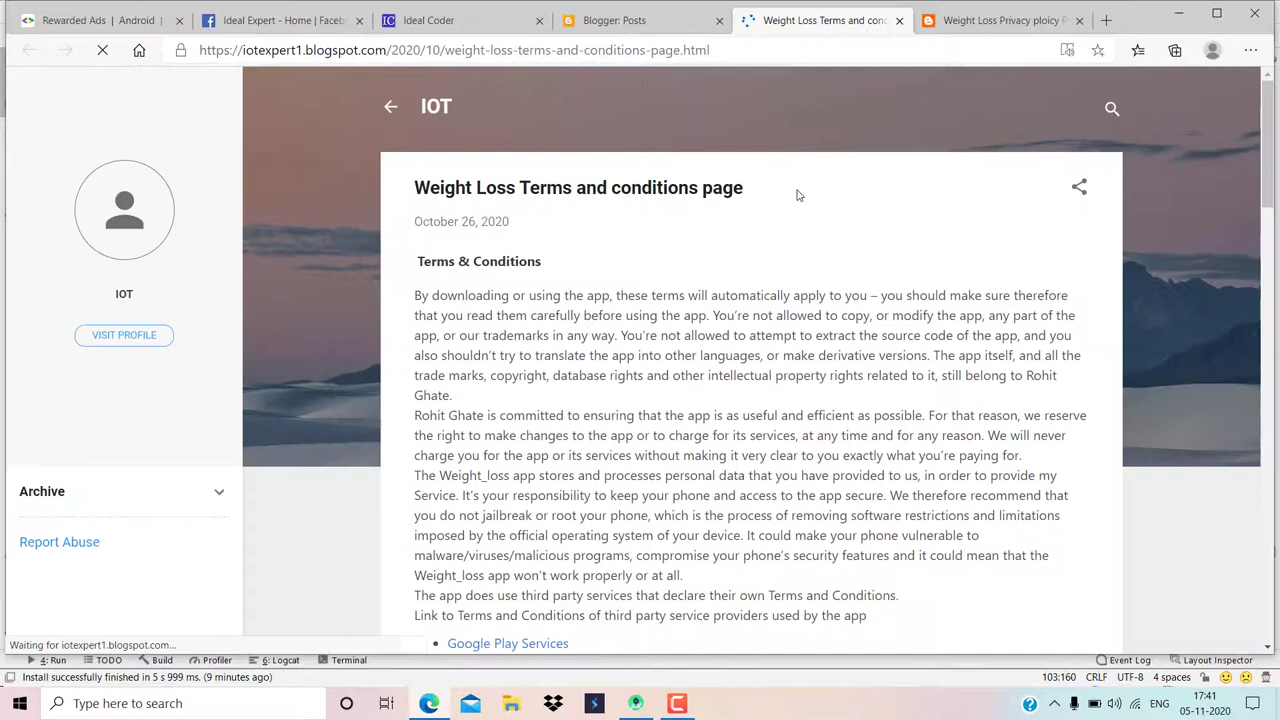 Rewarded Ads | Android |
Ideal Expert - Home | Faceb
Ideal Coder
Blogger: Posts
Weight Loss Terms and con
Weight Loss Privacy ploicy P
https://iotexpert1.blogspot.com/2020/10/weight-loss-terms-and-conditions-page.html
IOT
Weight Loss Terms and conditions page
October 26, 2020
IOT
VISIT PROFILE
Archive
Report Abuse
Terms & Conditions
By downloading or using the app, these terms will automatically apply to you – you should make sure therefore
that you read them carefully before using the app. You're not allowed to copy, or modify the app, any part of the
app, or our trademarks in any way. You're not allowed to attempt to extract the source code of the app, and you
also shouldn't try to translate the app into other languages, or make derivative versions. The app itself, and all the
trade marks, copyright, database rights and other intellectual property rights related to it, still belong to Rohit
Ghate.
Rohit Ghate is committed to ensuring that the app is as useful and efficient as possible. For that reason, we reserve
the right to make changes to the app or to charge for its services, at any time and for any reason. We will never
charge you for the app or its services without making it very clear to you exactly what you're paying for.
The Weight_loss app stores and processes personal data that you have provided to us, in order to provide my
Service. It's your responsibility to keep your phone and access to the app secure. We therefore recommend that
you do not jailbreak or root your phone, which is the process of removing software restrictions and limitations
imposed by the official operating system of your device. It could make your phone vulnerable to
malware/viruses/malicious programs, compromise your phone's security features and it could mean that the
Weight_loss app won't work properly or at all.
The app does use third party services that declare their own Terms and Conditions.
Link to Terms and Conditions of third party service providers used by the app
• Google Play Services
Waiting for iotexpert1.blogspot.com...
4: Run
TODO
Build
Profiler
6: Logcat
Terminal
Event Log
Layout Inspector
Install successfully finished in 5 s 999 ms. (9 minutes ago)
103:160
CRLF
UTF-8
4 spaces
Type here to search
ENG
17:41
05-11-2020